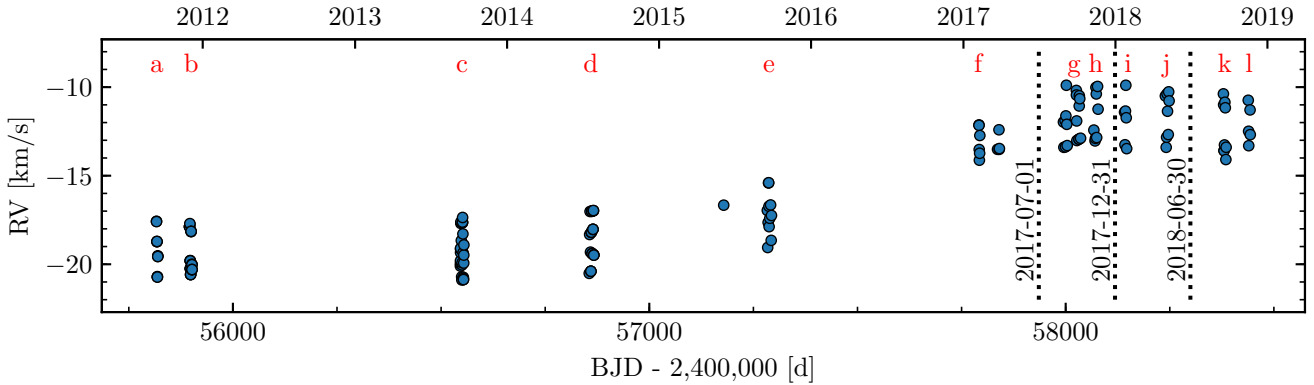 2012 2013 2014 2015 2016 2017 2018 2019
a b c d e f g h i j k l
−10
−15
−20
RV [km/s]
2017-07-01
2017-12-31
2018-06-30
56000 57000 58000
BJD - 2,400,000 [d]